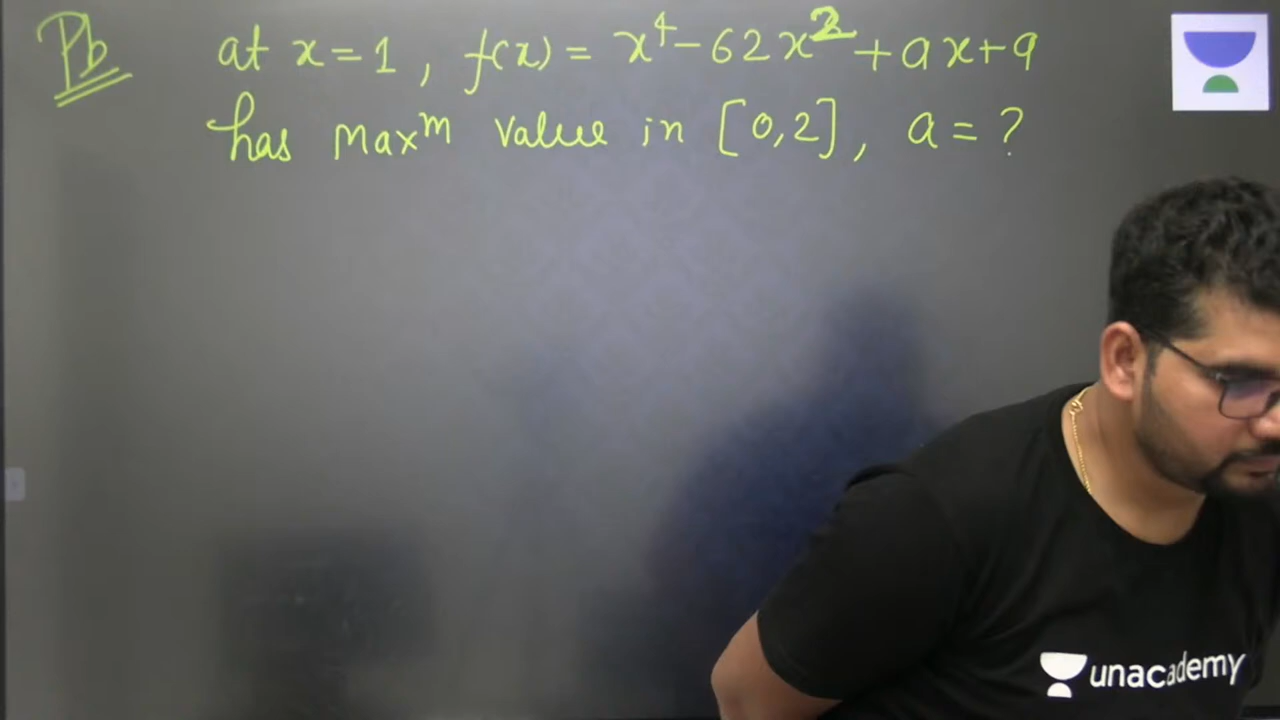 Pb at x=1, f(x) = x⁴-62x²+ax+9
has maxᵐ value in [0,2], a=?
unacademy